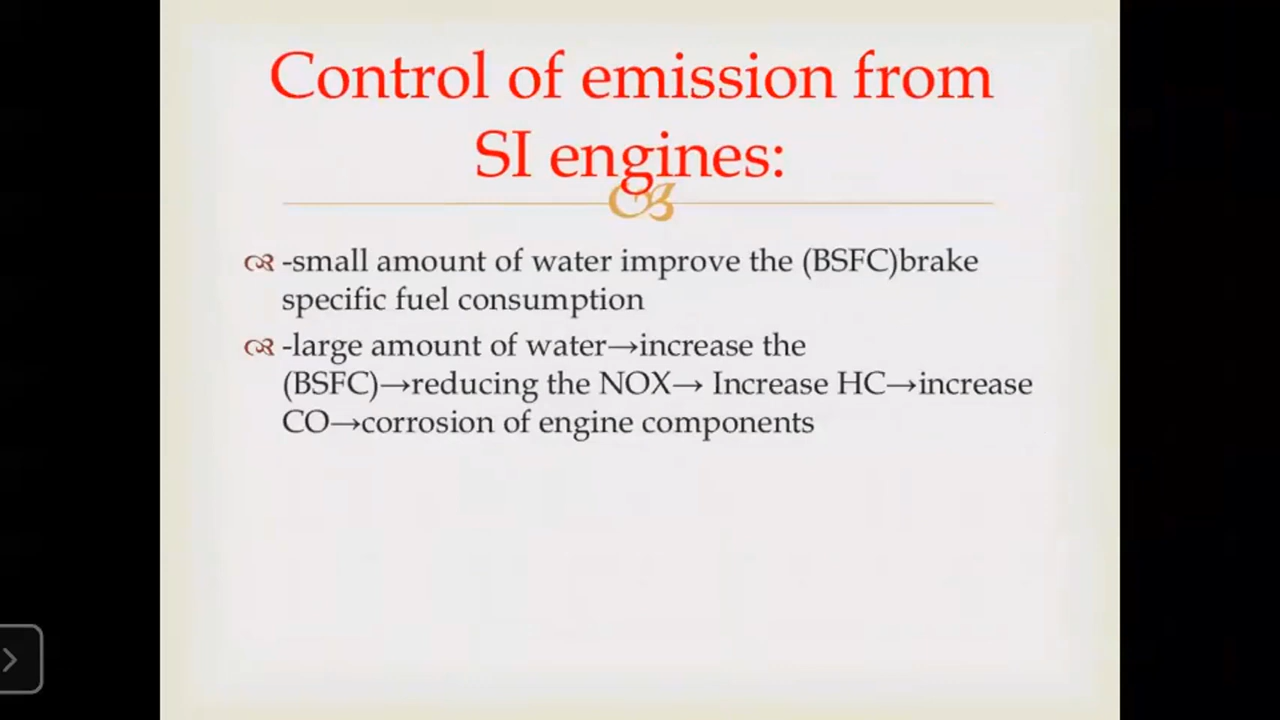 Control of emission from
SI engines:
-small amount of water improve the (BSFC)brake
specific fuel consumption
-large amount of water→increase the
(BSFC)→reducing the NOX→ Increase HC→increase
CO→corrosion of engine components